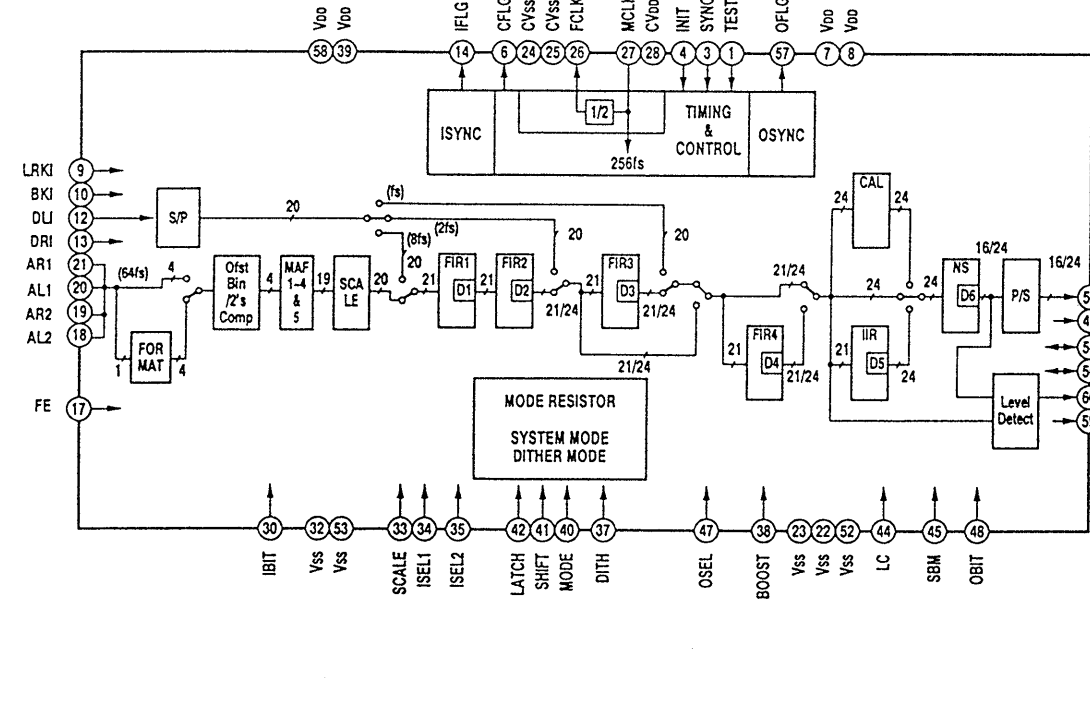 VDD
VDD
IFLG
CFLG
CVSS
CVSS
FCLK
MCLK
CVDD
INIT
SYNC
TEST
OFLG
VDD
VDD
58 39 14 6 24 25 26 27 28 4 3 1 57 7 8
ISYNC
1/2
256fs
TIMING
&
CONTROL
OSYNC
LRKI 9
BKI 10
DLI 12
DRI 13
AR1 21
AL1 20
AR2 19
AL2 18
FE 17
S/P
20
(fs)
(2fs)
(8fs)
20
20
20
(64fs)
4
FOR
MAT
1
4
Ofst
Bin
/2's
Comp
4
MAF
1~4
&
5
19
SCA
LE
20
21
FIR1
D1
21
FIR2
D2
21/24
21
FIR3
D3
21/24
21/24
21/24
21
FIR4
D4
21/24
24
CAL
24
24
21
IIR
D5
24
24
NS
D6
16/24
P/S
16/24
Level
Detect
MODE RESISTOR
SYSTEM MODE
DITHER MODE
30 32 53 33 34 35 42 41 40 37 47 38 23 22 52 44 45 48
IBIT
VSS
VSS
SCALE
ISEL1
ISEL2
LATCH
SHIFT
MODE
DITH
OSEL
BOOST
VSS
VSS
VSS
LC
SBM
OBIT